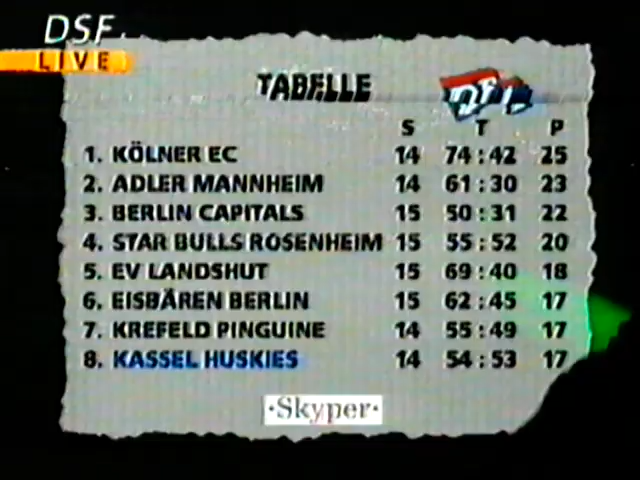 DSF
LIVE
TABELLE DEL
S T P
1. KÖLNER EC 14 74:42 25
2. ADLER MANNHEIM 14 61:30 23
3. BERLIN CAPITALS 15 50:31 22
4. STAR BULLS ROSENHEIM 15 55:52 20
5. EV LANDSHUT 15 69:40 18
6. EISBÄREN BERLIN 15 62:45 17
7. KREFELD PINGUINE 14 55:49 17
8. KASSEL HUSKIES 14 54:53 17
·Skyper·